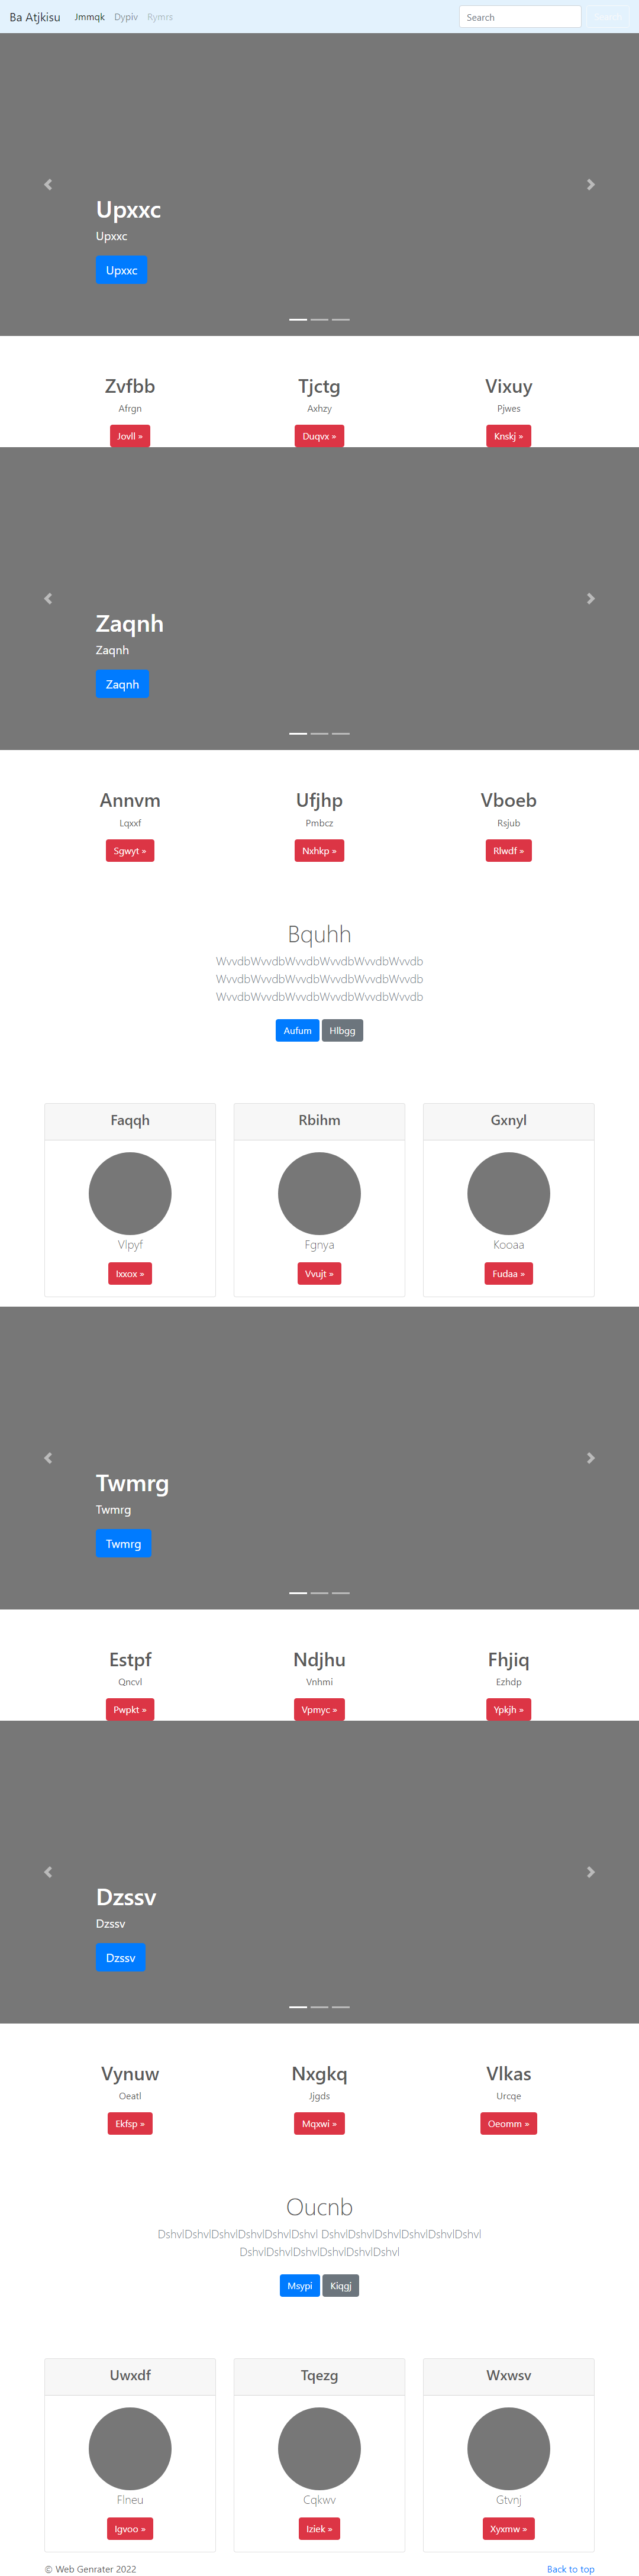 Ba Atjkisu Jmmqk Dypiv Rymrs Search Search
Upxxc
Upxxc
Upxxc
Zvfbb Tjctg Vixuy
Afrgn Axhzy Pjwes
Jovll » Duqvx » Knskj »
Zaqnh
Zaqnh
Zaqnh
Annvm Ufjhp Vboeb
Lqxxf Pmbcz Rsjub
Sgwyt » Nxhkp » Rlwdf »
Bquhh
WvvdbWvvdbWvvdbWvvdbWvvdbWvvdb
WvvdbWvvdbWvvdbWvvdbWvvdbWvvdb
WvvdbWvvdbWvvdbWvvdbWvvdbWvvdb
Aufum Hlbgg
Faqqh Rbihm Gxnyl
Vlpyf Fgnya Kooaa
Ixxox » Vvujt » Fudaa »
Twmrg
Twmrg
Twmrg
Estpf Ndjhu Fhjiq
Qncvl Vnhmi Ezhdp
Pwpkt » Vpmyc » Ypkjh »
Dzssv
Dzssv
Dzssv
Vynuw Nxgkq Vlkas
Oeatl Jjgds Urcqe
Ekfsp » Mqxwi » Oeomm »
Oucnb
DshvlDshvlDshvlDshvlDshvlDshvl DshvlDshvlDshvlDshvlDshvlDshvl
DshvlDshvlDshvlDshvlDshvlDshvl
Msypi Kiqgj
Uwxdf Tqezg Wxwsv
Flneu Cqkwv Gtvnj
Igvoo » Iziek » Xyxmw »
© Web Genrater 2022 Back to top